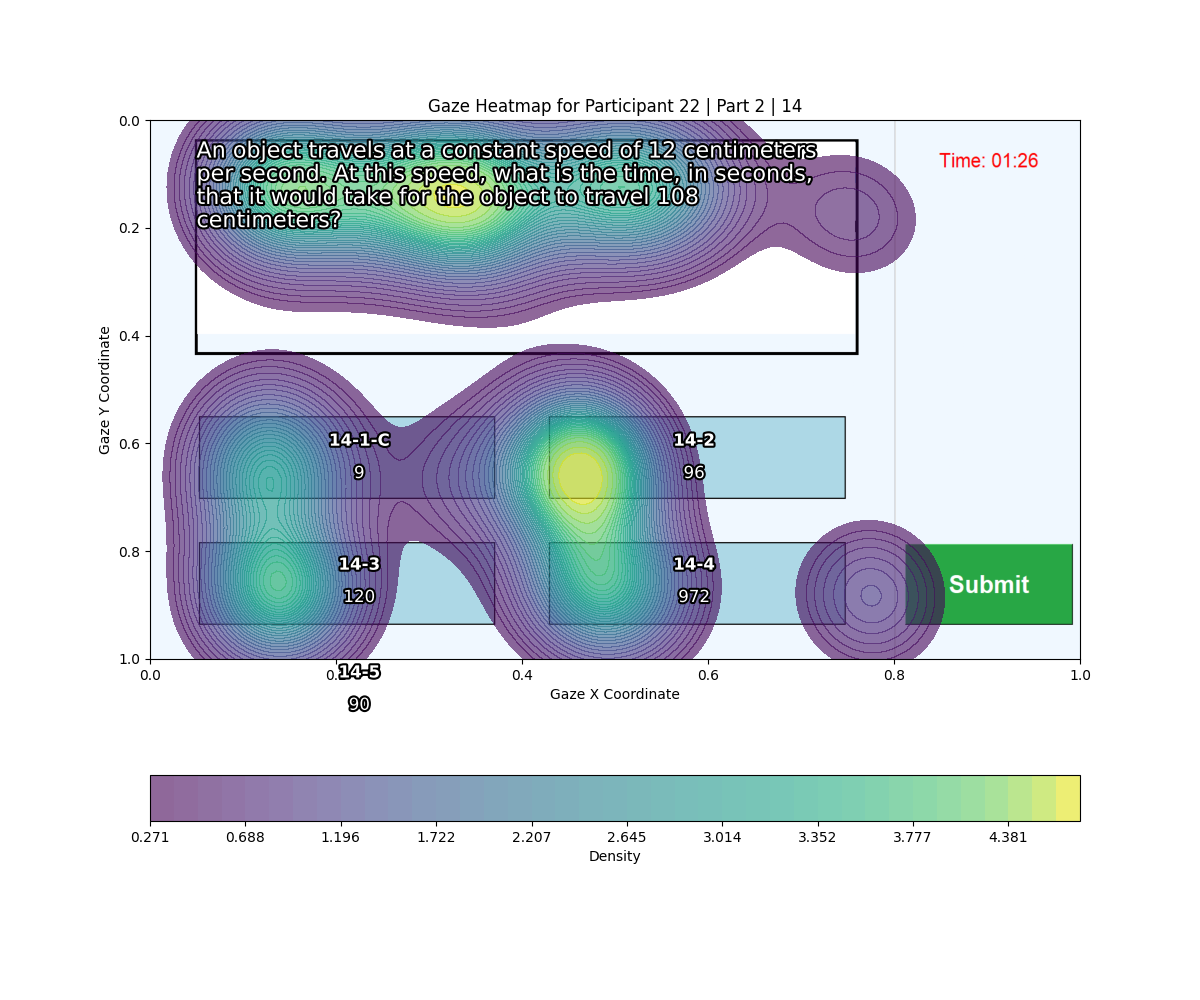 Gaze Heatmap for Participant 22 | Part 2 | 14
An object travels at a constant speed of 12 centimeters
per second. At this speed, what is the time, in seconds,
that it would take for the object to travel 108
centimeters?
Time: 01:26
0.0
0.2
0.4
0.6
0.8
1.0
Gaze Y Coordinate
14-1-C
9
14-2
96
14-3
120
14-4
972
Submit
14-5
90
0.0
0.4
0.6
0.8
1.0
Gaze X Coordinate
0.271
0.688
1.196
1.722
2.207
2.645
3.014
3.352
3.777
4.381
Density